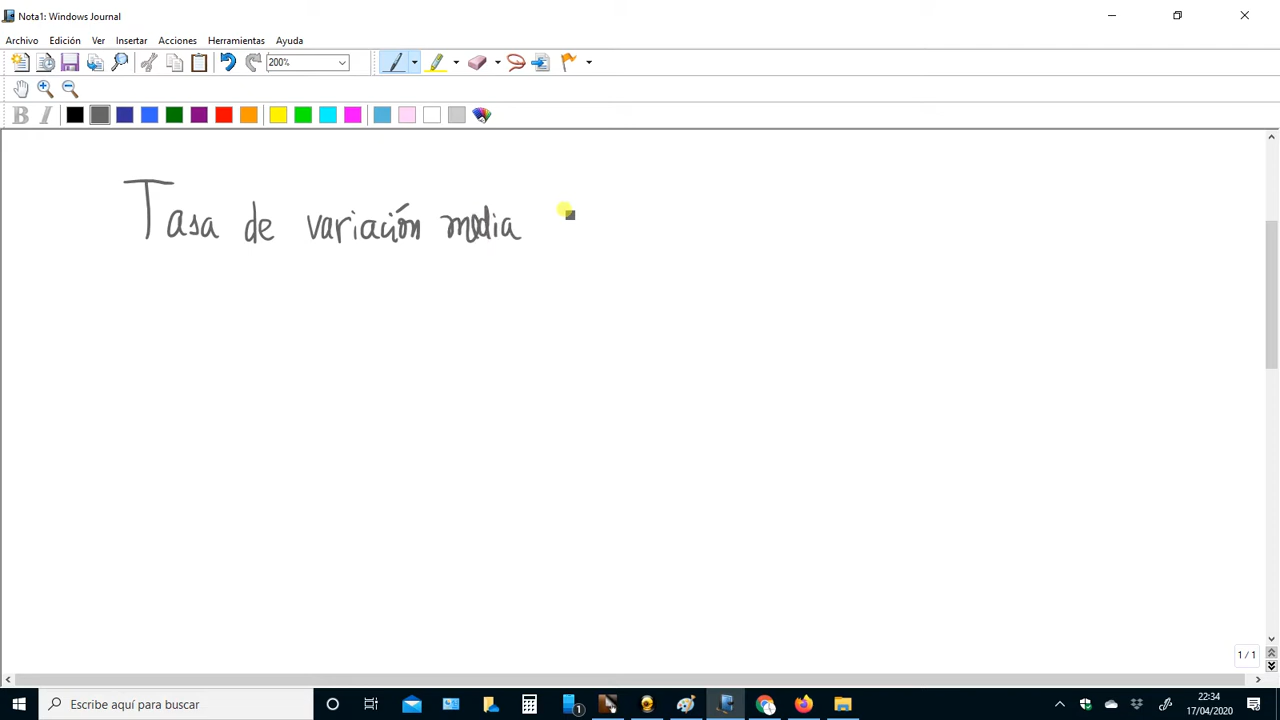 Nota1: Windows Journal
Archivo Edición Ver Insertar Acciones Herramientas Ayuda
200%
B I
Tasa de variación media
1 / 1
Escribe aquí para buscar
1
22:34
17/04/2020